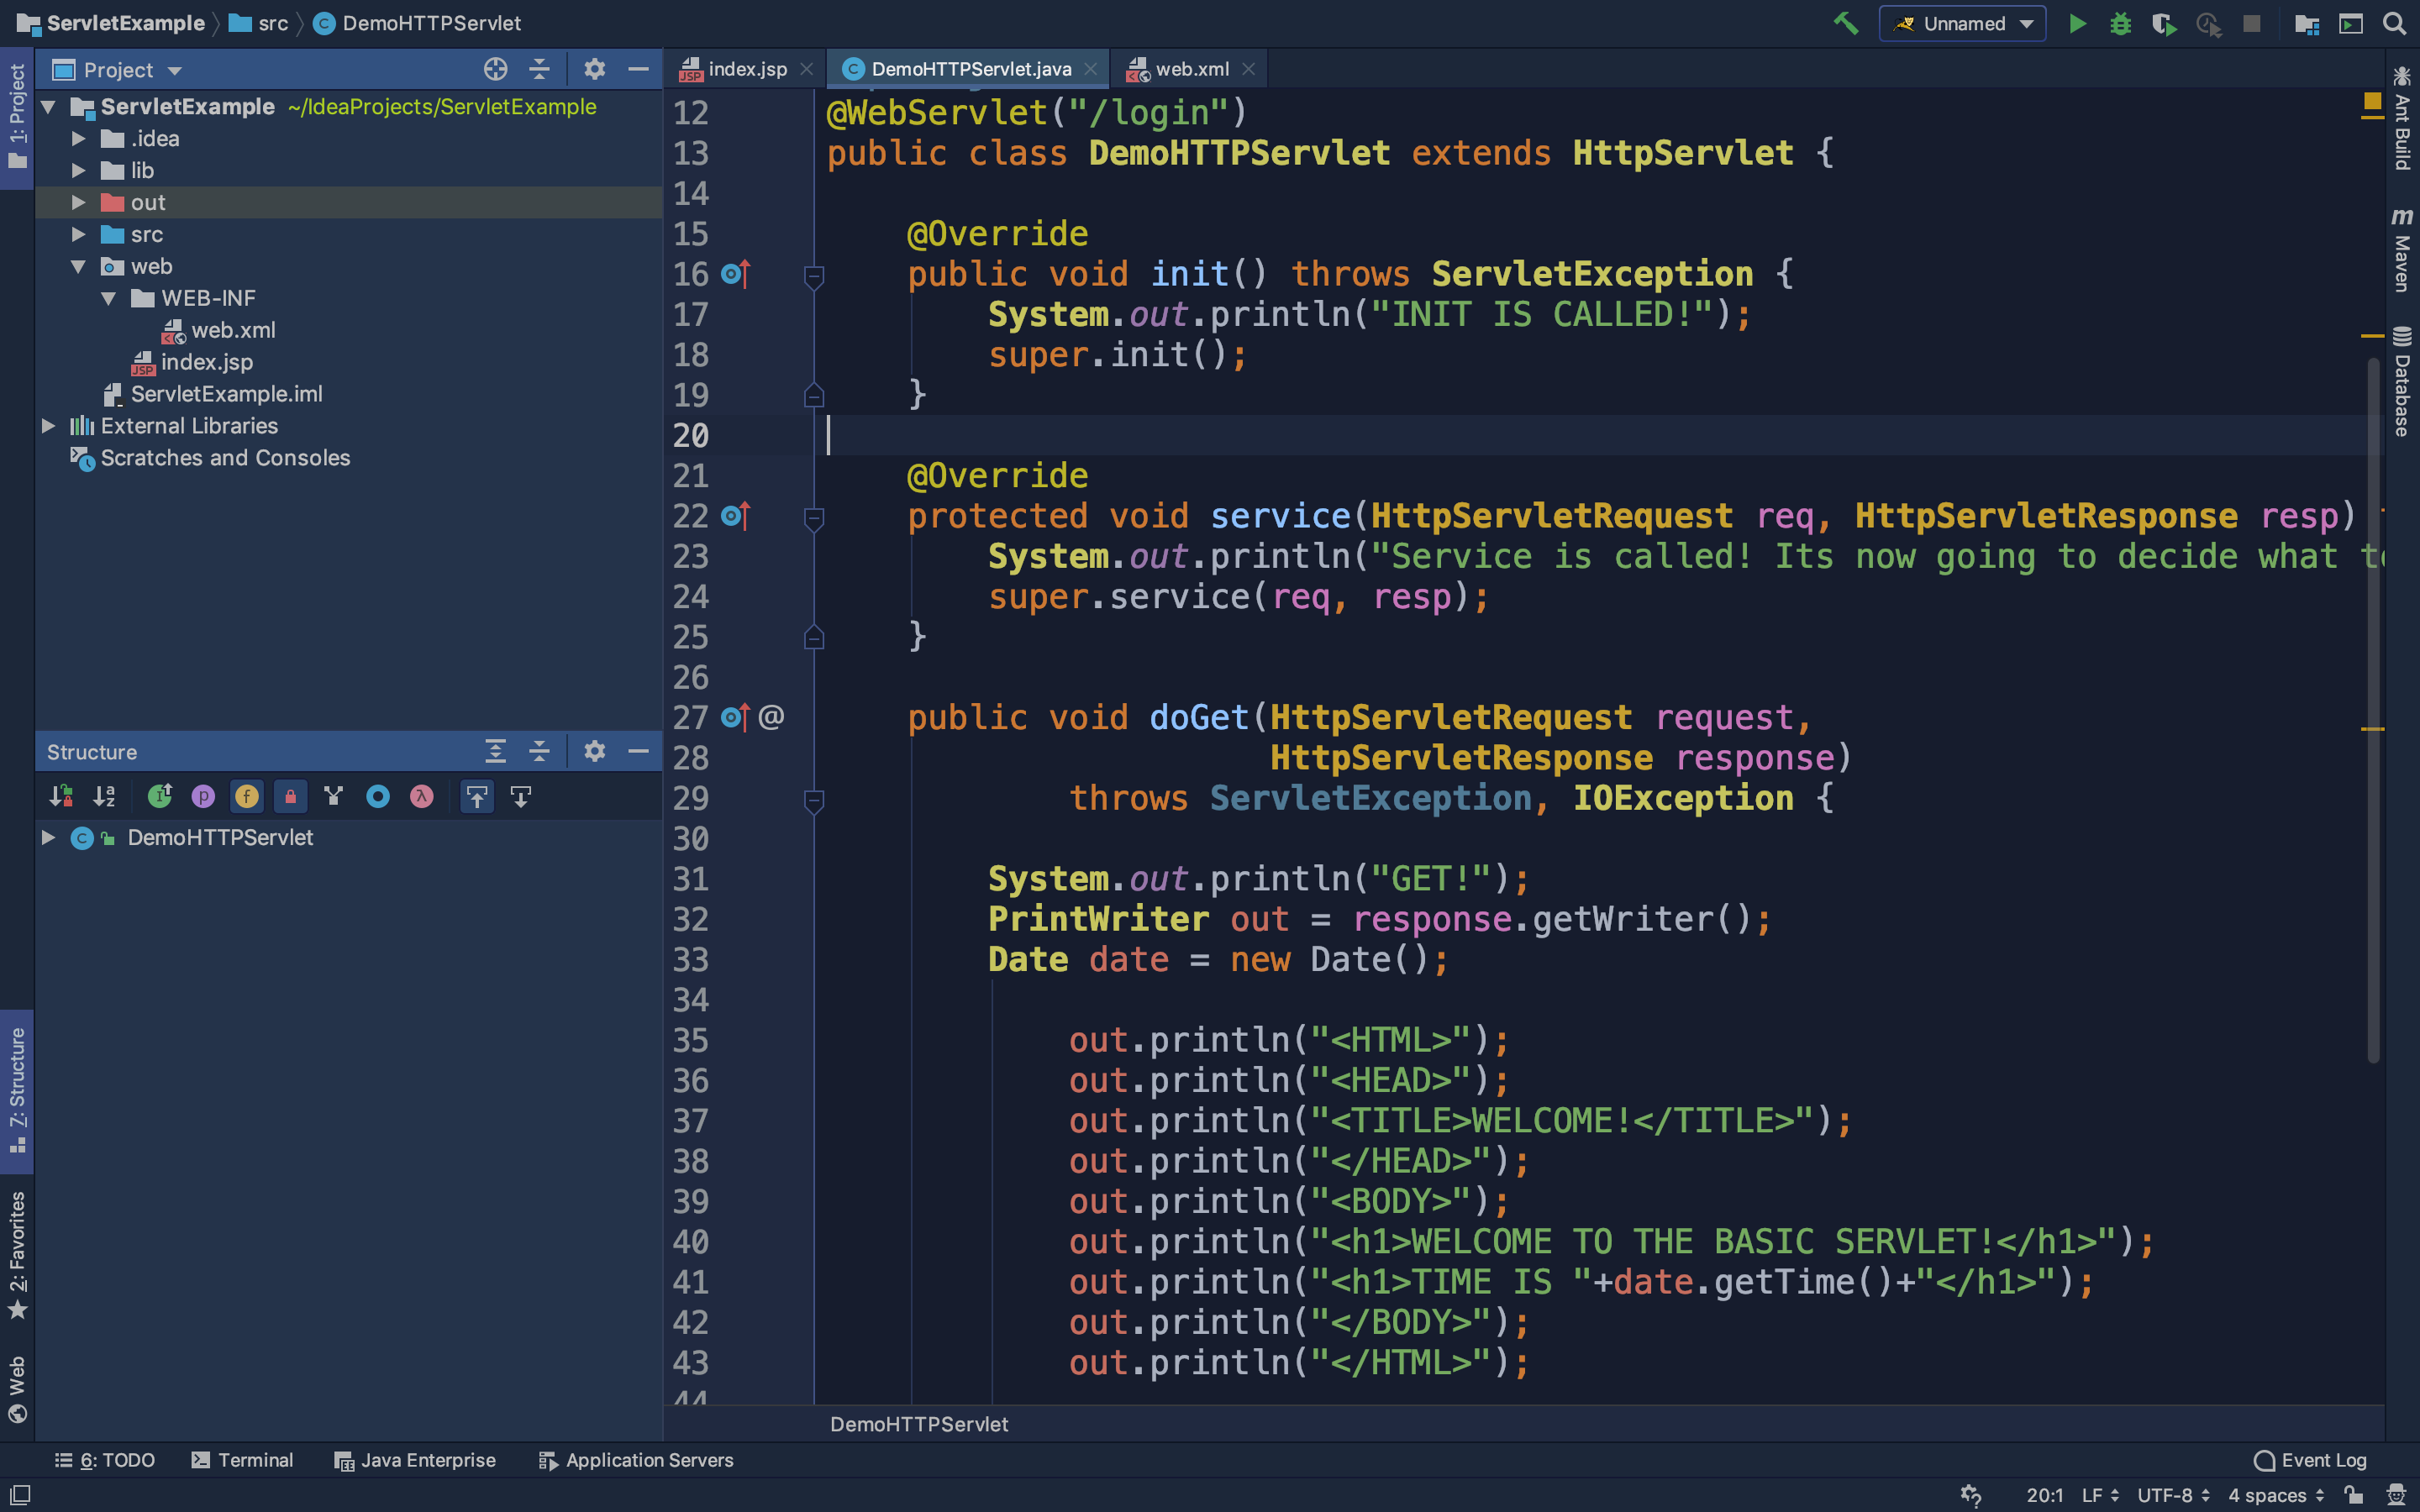 ServletExample src DemoHTTPServlet
Unnamed
1: Project
Project
ServletExample ~/IdeaProjects/ServletExample
.idea
lib
out
src
web
WEB-INF
web.xml
index.jsp
ServletExample.iml
External Libraries
Scratches and Consoles
Structure
DemoHTTPServlet
7: Structure
2: Favorites
Web
index.jsp DemoHTTPServlet.java web.xml
12 @WebServlet("/login")
13 public class DemoHTTPServlet extends HttpServlet {
14
15 @Override
16 public void init() throws ServletException {
17 System.out.println("INIT IS CALLED!");
18 super.init();
19 }
20
21 @Override
22 protected void service(HttpServletRequest req, HttpServletResponse resp)
23 System.out.println("Service is called! Its now going to decide what
24 super.service(req, resp);
25 }
26
27 @ public void doGet(HttpServletRequest request,
28 HttpServletResponse response)
29 throws ServletException, IOException {
30
31 System.out.println("GET!");
32 PrintWriter out = response.getWriter();
33 Date date = new Date();
34
35 out.println("<HTML>");
36 out.println("<HEAD>");
37 out.println("<TITLE>WELCOME!</TITLE>");
38 out.println("</HEAD>");
39 out.println("<BODY>");
40 out.println("<h1>WELCOME TO THE BASIC SERVLET!</h1>");
41 out.println("<h1>TIME IS "+date.getTime()+"</h1>");
42 out.println("</BODY>");
43 out.println("</HTML>");
44
DemoHTTPServlet
Ant Build
Maven
Database
6: TODO Terminal Java Enterprise Application Servers Event Log
20:1 LF UTF-8 4 spaces